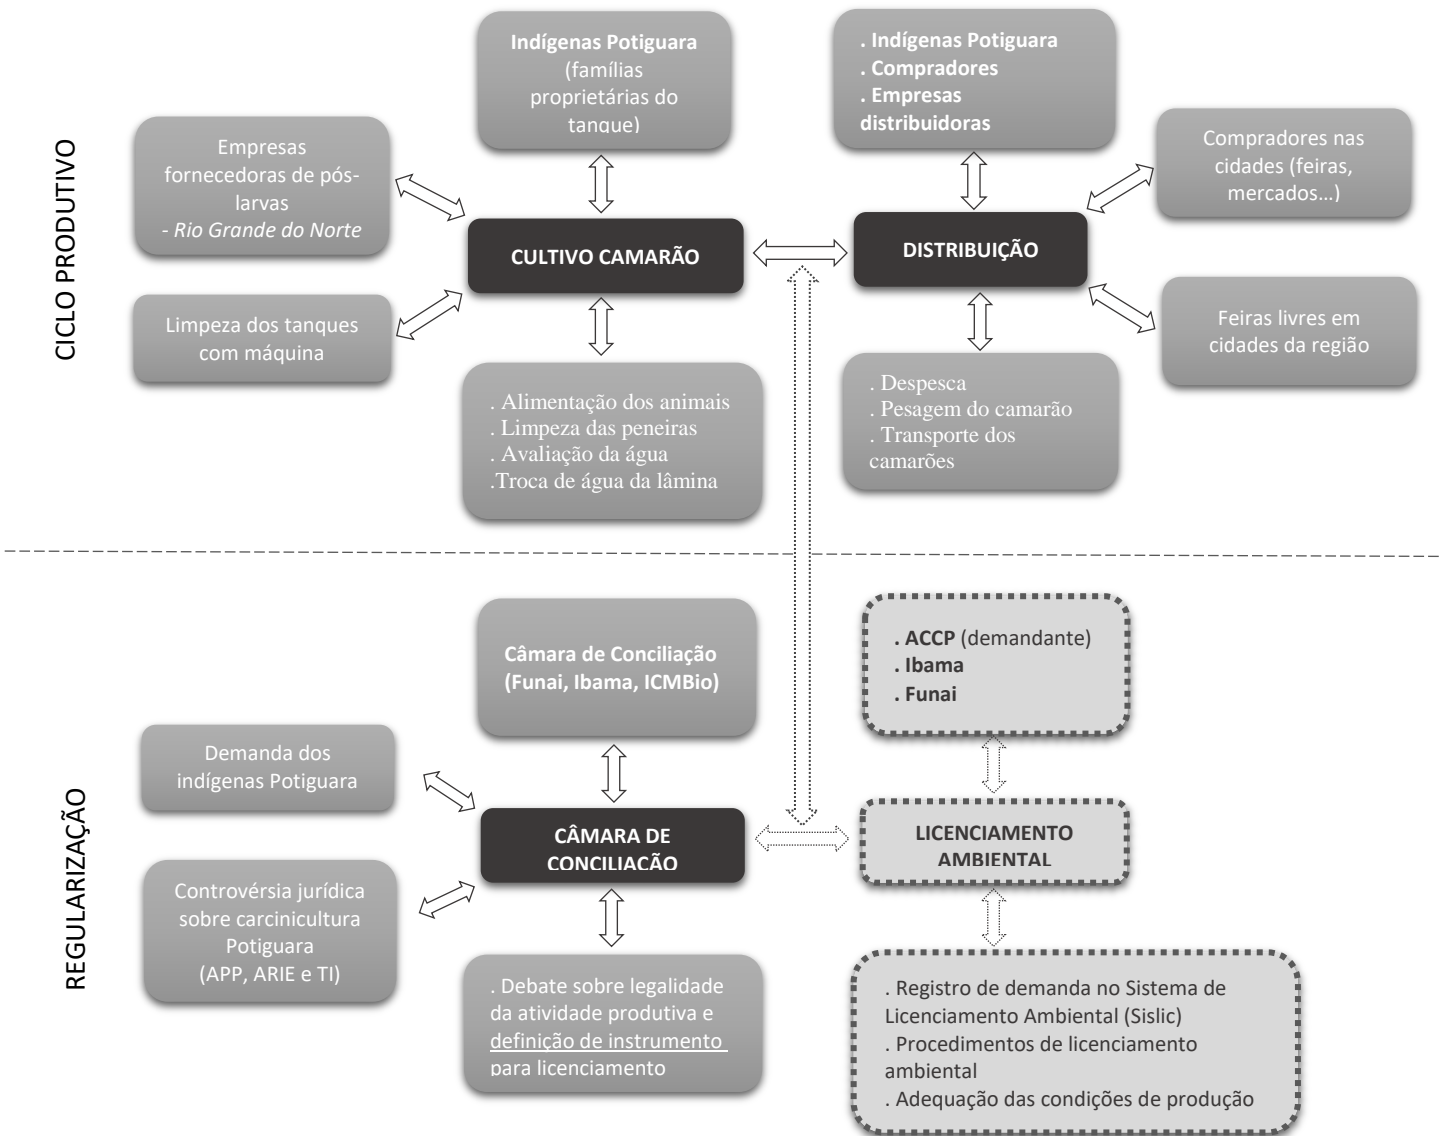 CICLO PRODUTIVO
Indígenas Potiguara
(famílias
proprietárias do
tanque)
. Indígenas Potiguara
. Compradores
. Empresas
distribuidoras
Empresas
fornecedoras de pós-
larvas
- Rio Grande do Norte
Compradores nas
cidades (feiras,
mercados...)
CULTIVO CAMARÃO
DISTRIBUIÇÃO
Limpeza dos tanques
com máquina
Feiras livres em
cidades da região
. Alimentação dos animais
. Limpeza das peneiras
. Avaliação da água
.Troca de água da lâmina
. Despesca
. Pesagem do camarão
. Transporte dos
camarões
REGULARIZAÇÃO
Câmara de Conciliação
(Funai, Ibama, ICMBio)
. ACCP (demandante)
. Ibama
. Funai
Demanda dos
indígenas Potiguara
CÂMARA DE
CONCILIAÇÃO
LICENCIAMENTO
AMBIENTAL
Controvérsia jurídica
sobre carcinicultura
Potiguara
(APP, ARIE e TI)
. Debate sobre legalidade
da atividade produtiva e
definição de instrumento
para licenciamento
. Registro de demanda no Sistema de
Licenciamento Ambiental (Sislic)
. Procedimentos de licenciamento
ambiental
. Adequação das condições de produção